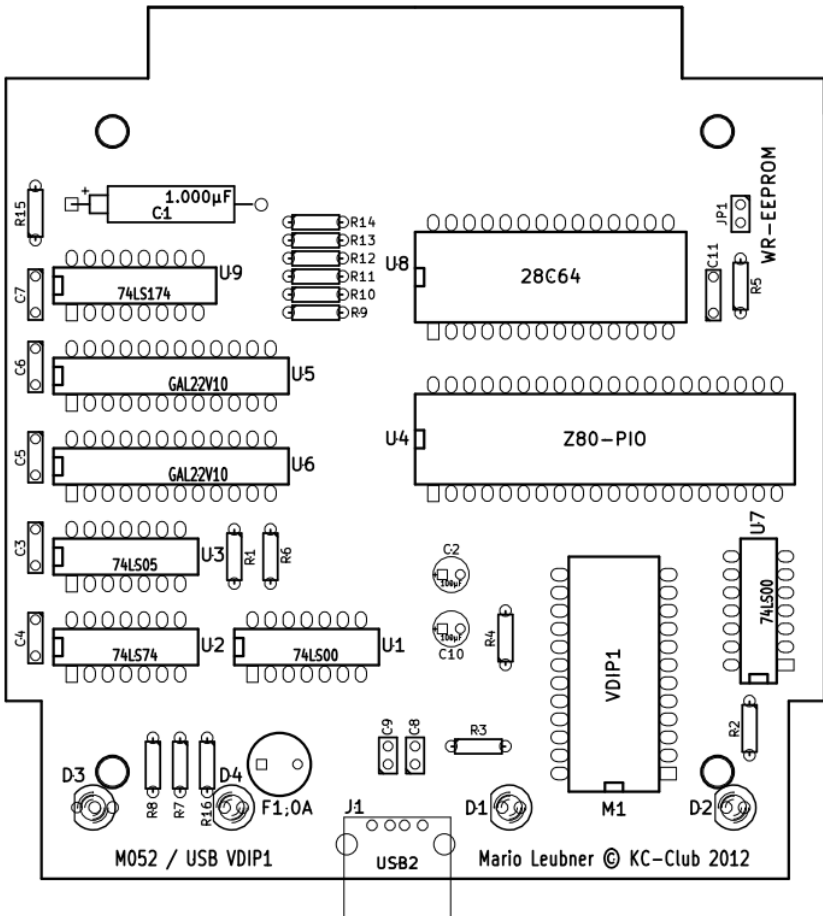 WR-EEPROM
JP1
R15
+
1.000µF
C1
R14
R13
R12
R11
R10
R9
U8
28C64
C11
R5
C7
74LS174
U9
C6
GAL22V10
U5
U4
Z80-PIO
C5
GAL22V10
U6
U7
C3
74LS05
U3
R1
R6
C2
+
100µF
74LS00
C4
74LS74
U2
74LS00
U1
+
100µF
C10
R4
VDIP1
R2
C9
C8
R3
D3
R8
R7
R16
D4
F1;0A
J1
D1
M1
D2
M052 / USB VDIP1
USB2
Mario Leubner © KC-Club 2012